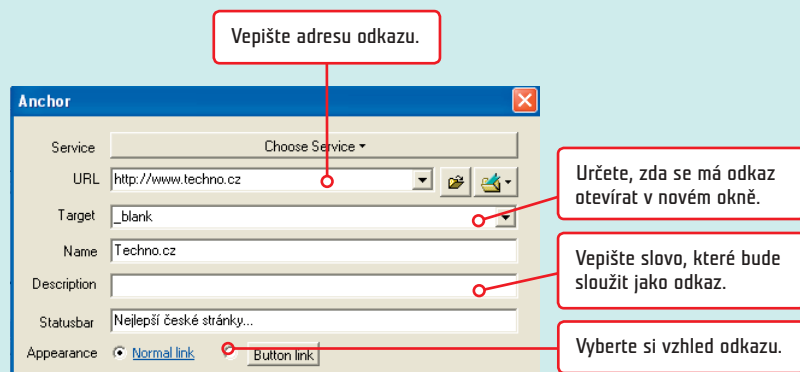 Vepište adresu odkazu.
Anchor
Service Choose Service
URL http://www.techno.cz
Určete, zda se má odkaz
otevírat v novém okně.
Target _blank
Name Techno.cz
Vepište slovo, které bude
sloužit jako odkaz.
Description
Statusbar Nejlepší české stránky...
Vyberte si vzhled odkazu.
Appearance Normal link Button link